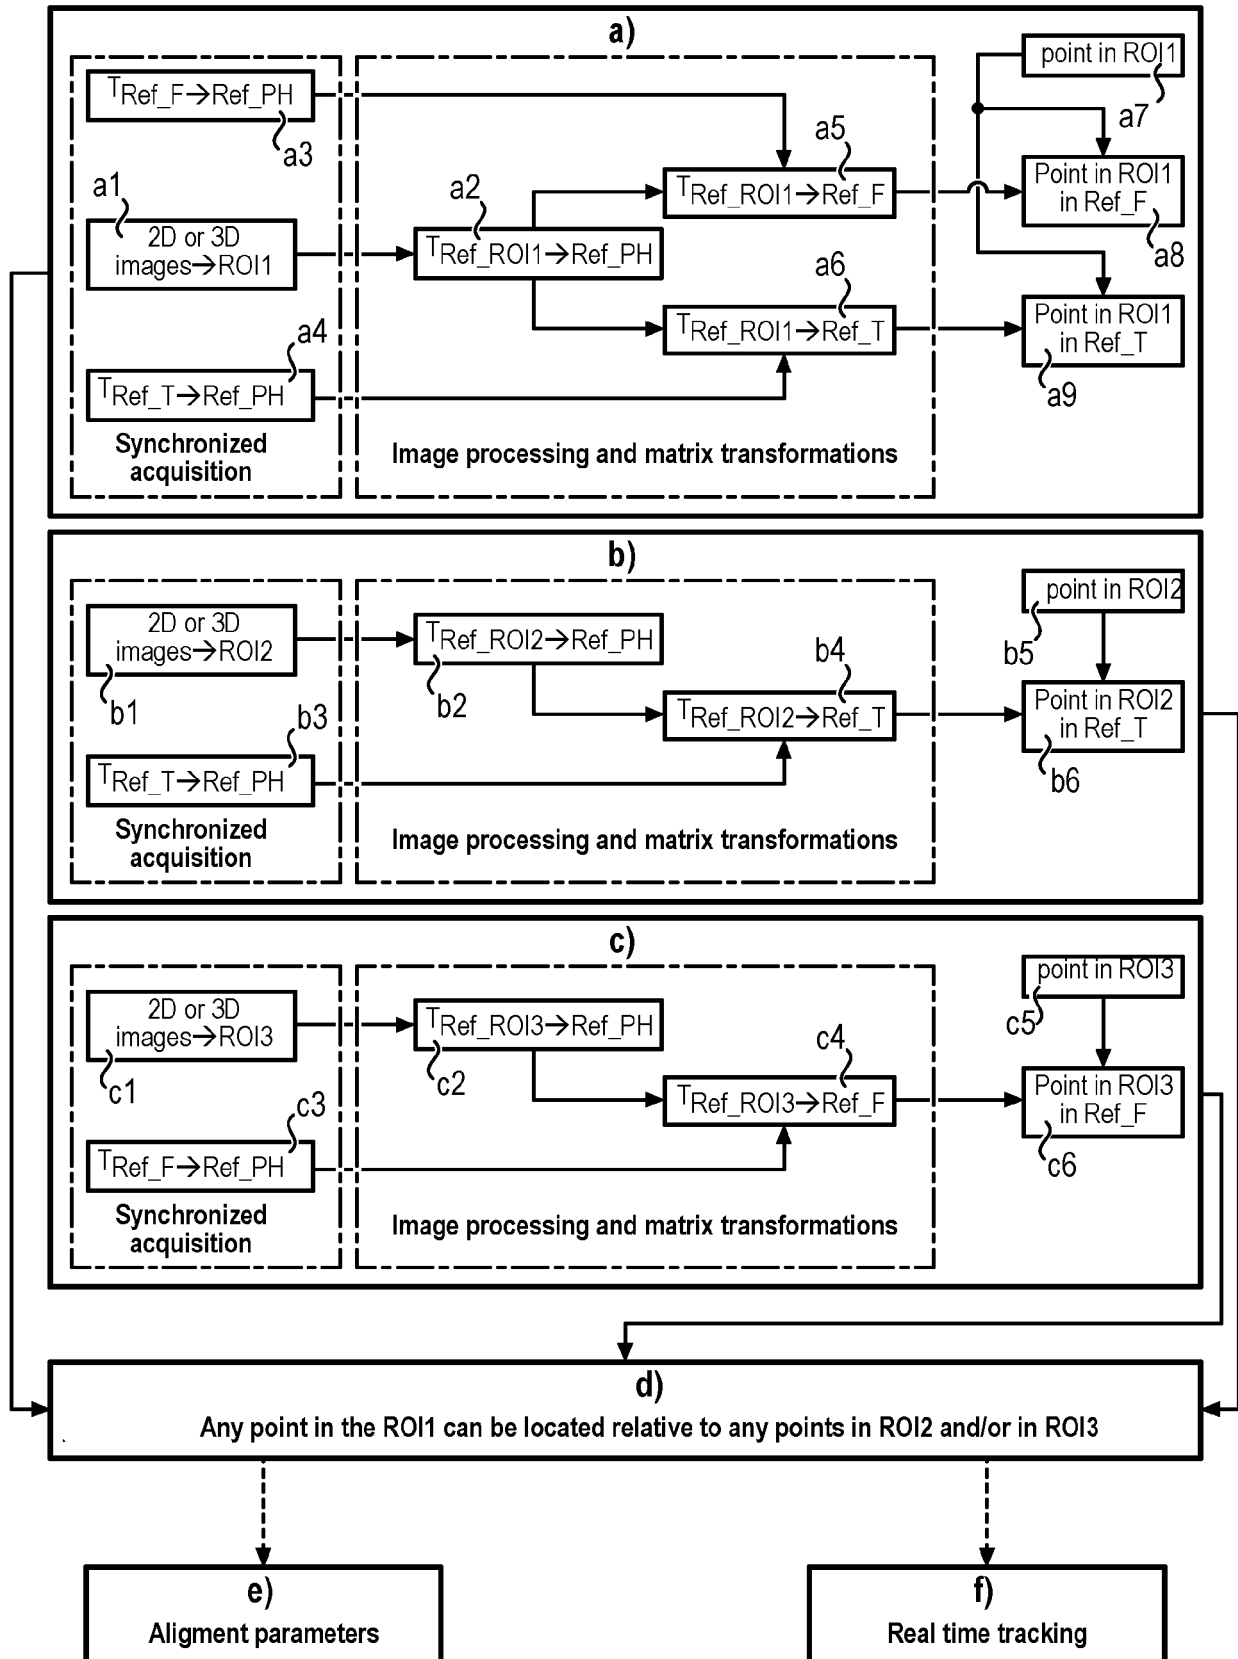 a)
TRef_F→Ref_PH
a3
point in ROI1
a7
a1
2D or 3D
images→ROI1
a2
TRef_ROI1→Ref_PH
a5
TRef_ROI1→Ref_F
Point in ROI1
in Ref_F
a8
a6
TRef_ROI1→Ref_T
Point in ROI1
in Ref_T
a9
a4
TRef_T→Ref_PH
Synchronized
acquisition
Image processing and matrix transformations
b)
2D or 3D
images→ROI2
b1
TRef_ROI2→Ref_PH
b2
point in ROI2
b5
b4
TRef_ROI2→Ref_T
Point in ROI2
in Ref_T
b6
b3
TRef_T→Ref_PH
Synchronized
acquisition
Image processing and matrix transformations
c)
2D or 3D
images→ROI3
c1
TRef_ROI3→Ref_PH
c2
point in ROI3
c5
c4
TRef_ROI3→Ref_F
Point in ROI3
in Ref_F
c6
c3
TRef_F→Ref_PH
Synchronized
acquisition
Image processing and matrix transformations
d)
Any point in the ROI1 can be located relative to any points in ROI2 and/or in ROI3
e)
Aligment parameters
f)
Real time tracking